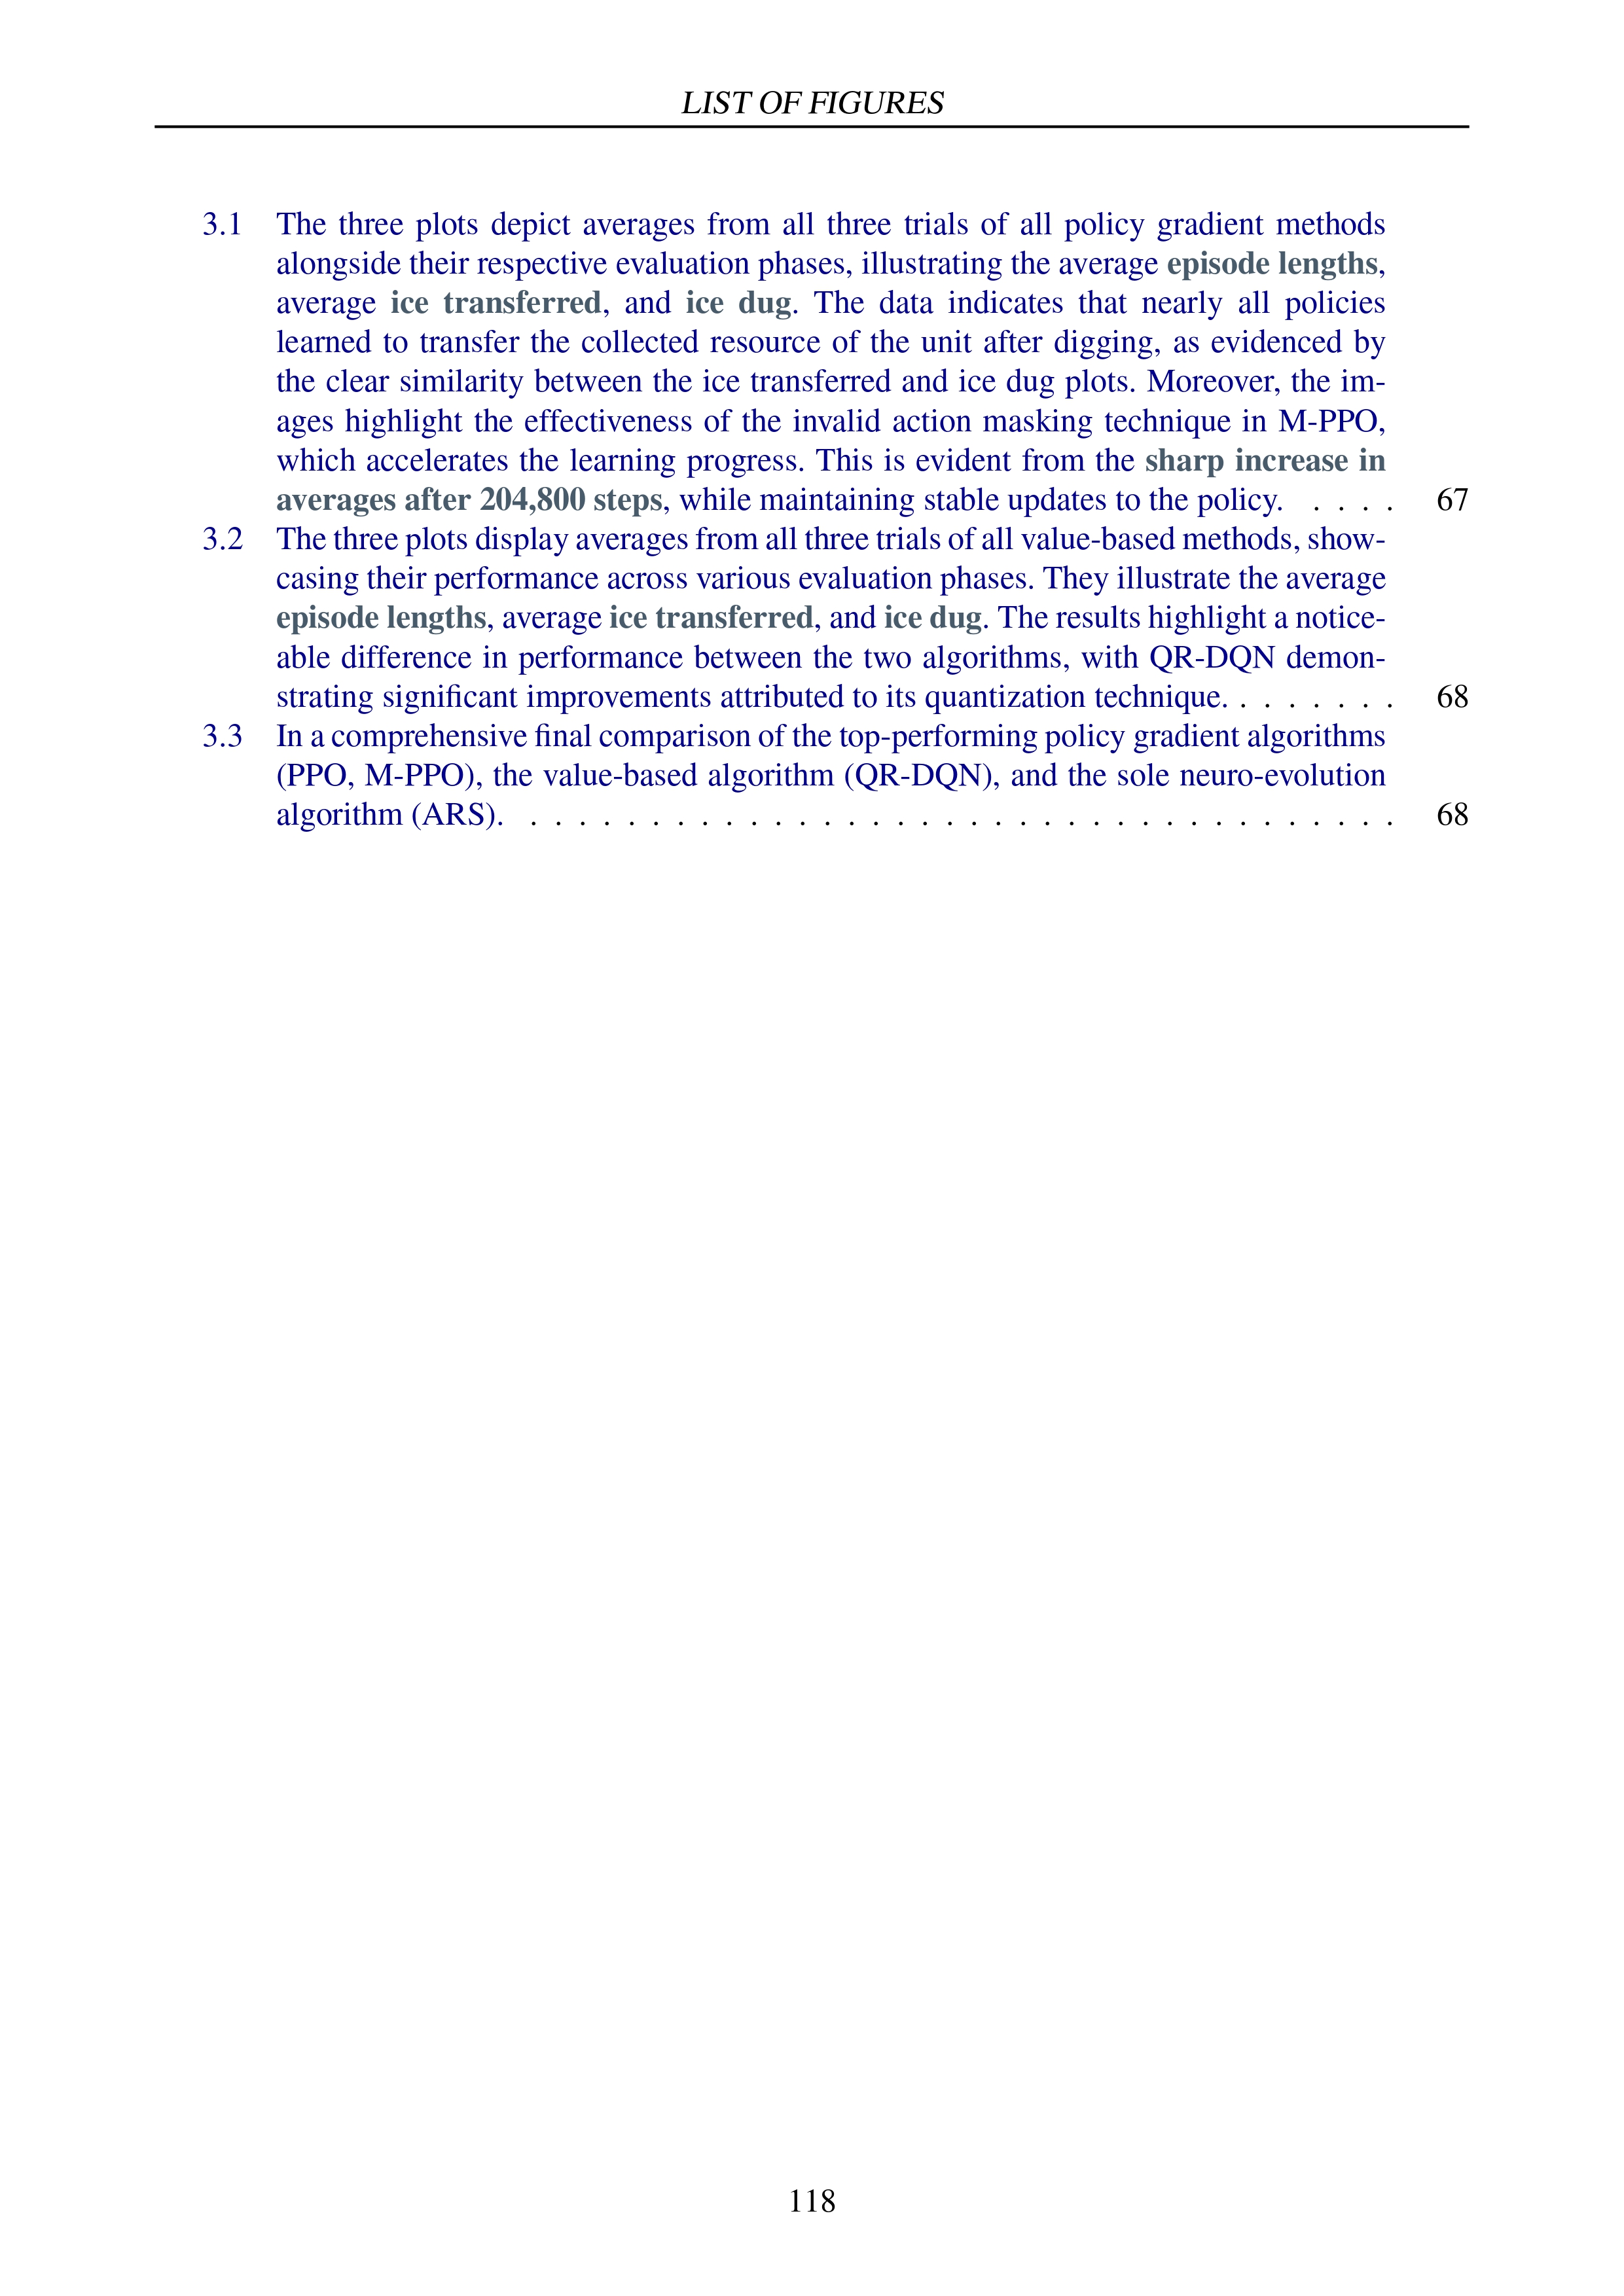 LIST OF FIGURES
3.1 The three plots depict averages from all three trials of all policy gradient methods
alongside their respective evaluation phases, illustrating the average episode lengths,
average ice transferred, and ice dug. The data indicates that nearly all policies
learned to transfer the collected resource of the unit after digging, as evidenced by
the clear similarity between the ice transferred and ice dug plots. Moreover, the im-
ages highlight the effectiveness of the invalid action masking technique in M-PPO,
which accelerates the learning progress. This is evident from the sharp increase in
averages after 204,800 steps, while maintaining stable updates to the policy. . . . . 67
3.2 The three plots display averages from all three trials of all value-based methods, show-
casing their performance across various evaluation phases. They illustrate the average
episode lengths, average ice transferred, and ice dug. The results highlight a notice-
able difference in performance between the two algorithms, with QR-DQN demon-
strating significant improvements attributed to its quantization technique. . . . . . . . 68
3.3 In a comprehensive final comparison of the top-performing policy gradient algorithms
(PPO, M-PPO), the value-based algorithm (QR-DQN), and the sole neuro-evolution
algorithm (ARS). . . . . . . . . . . . . . . . . . . . . . . . . . . . . . . . . . . . . 68
118